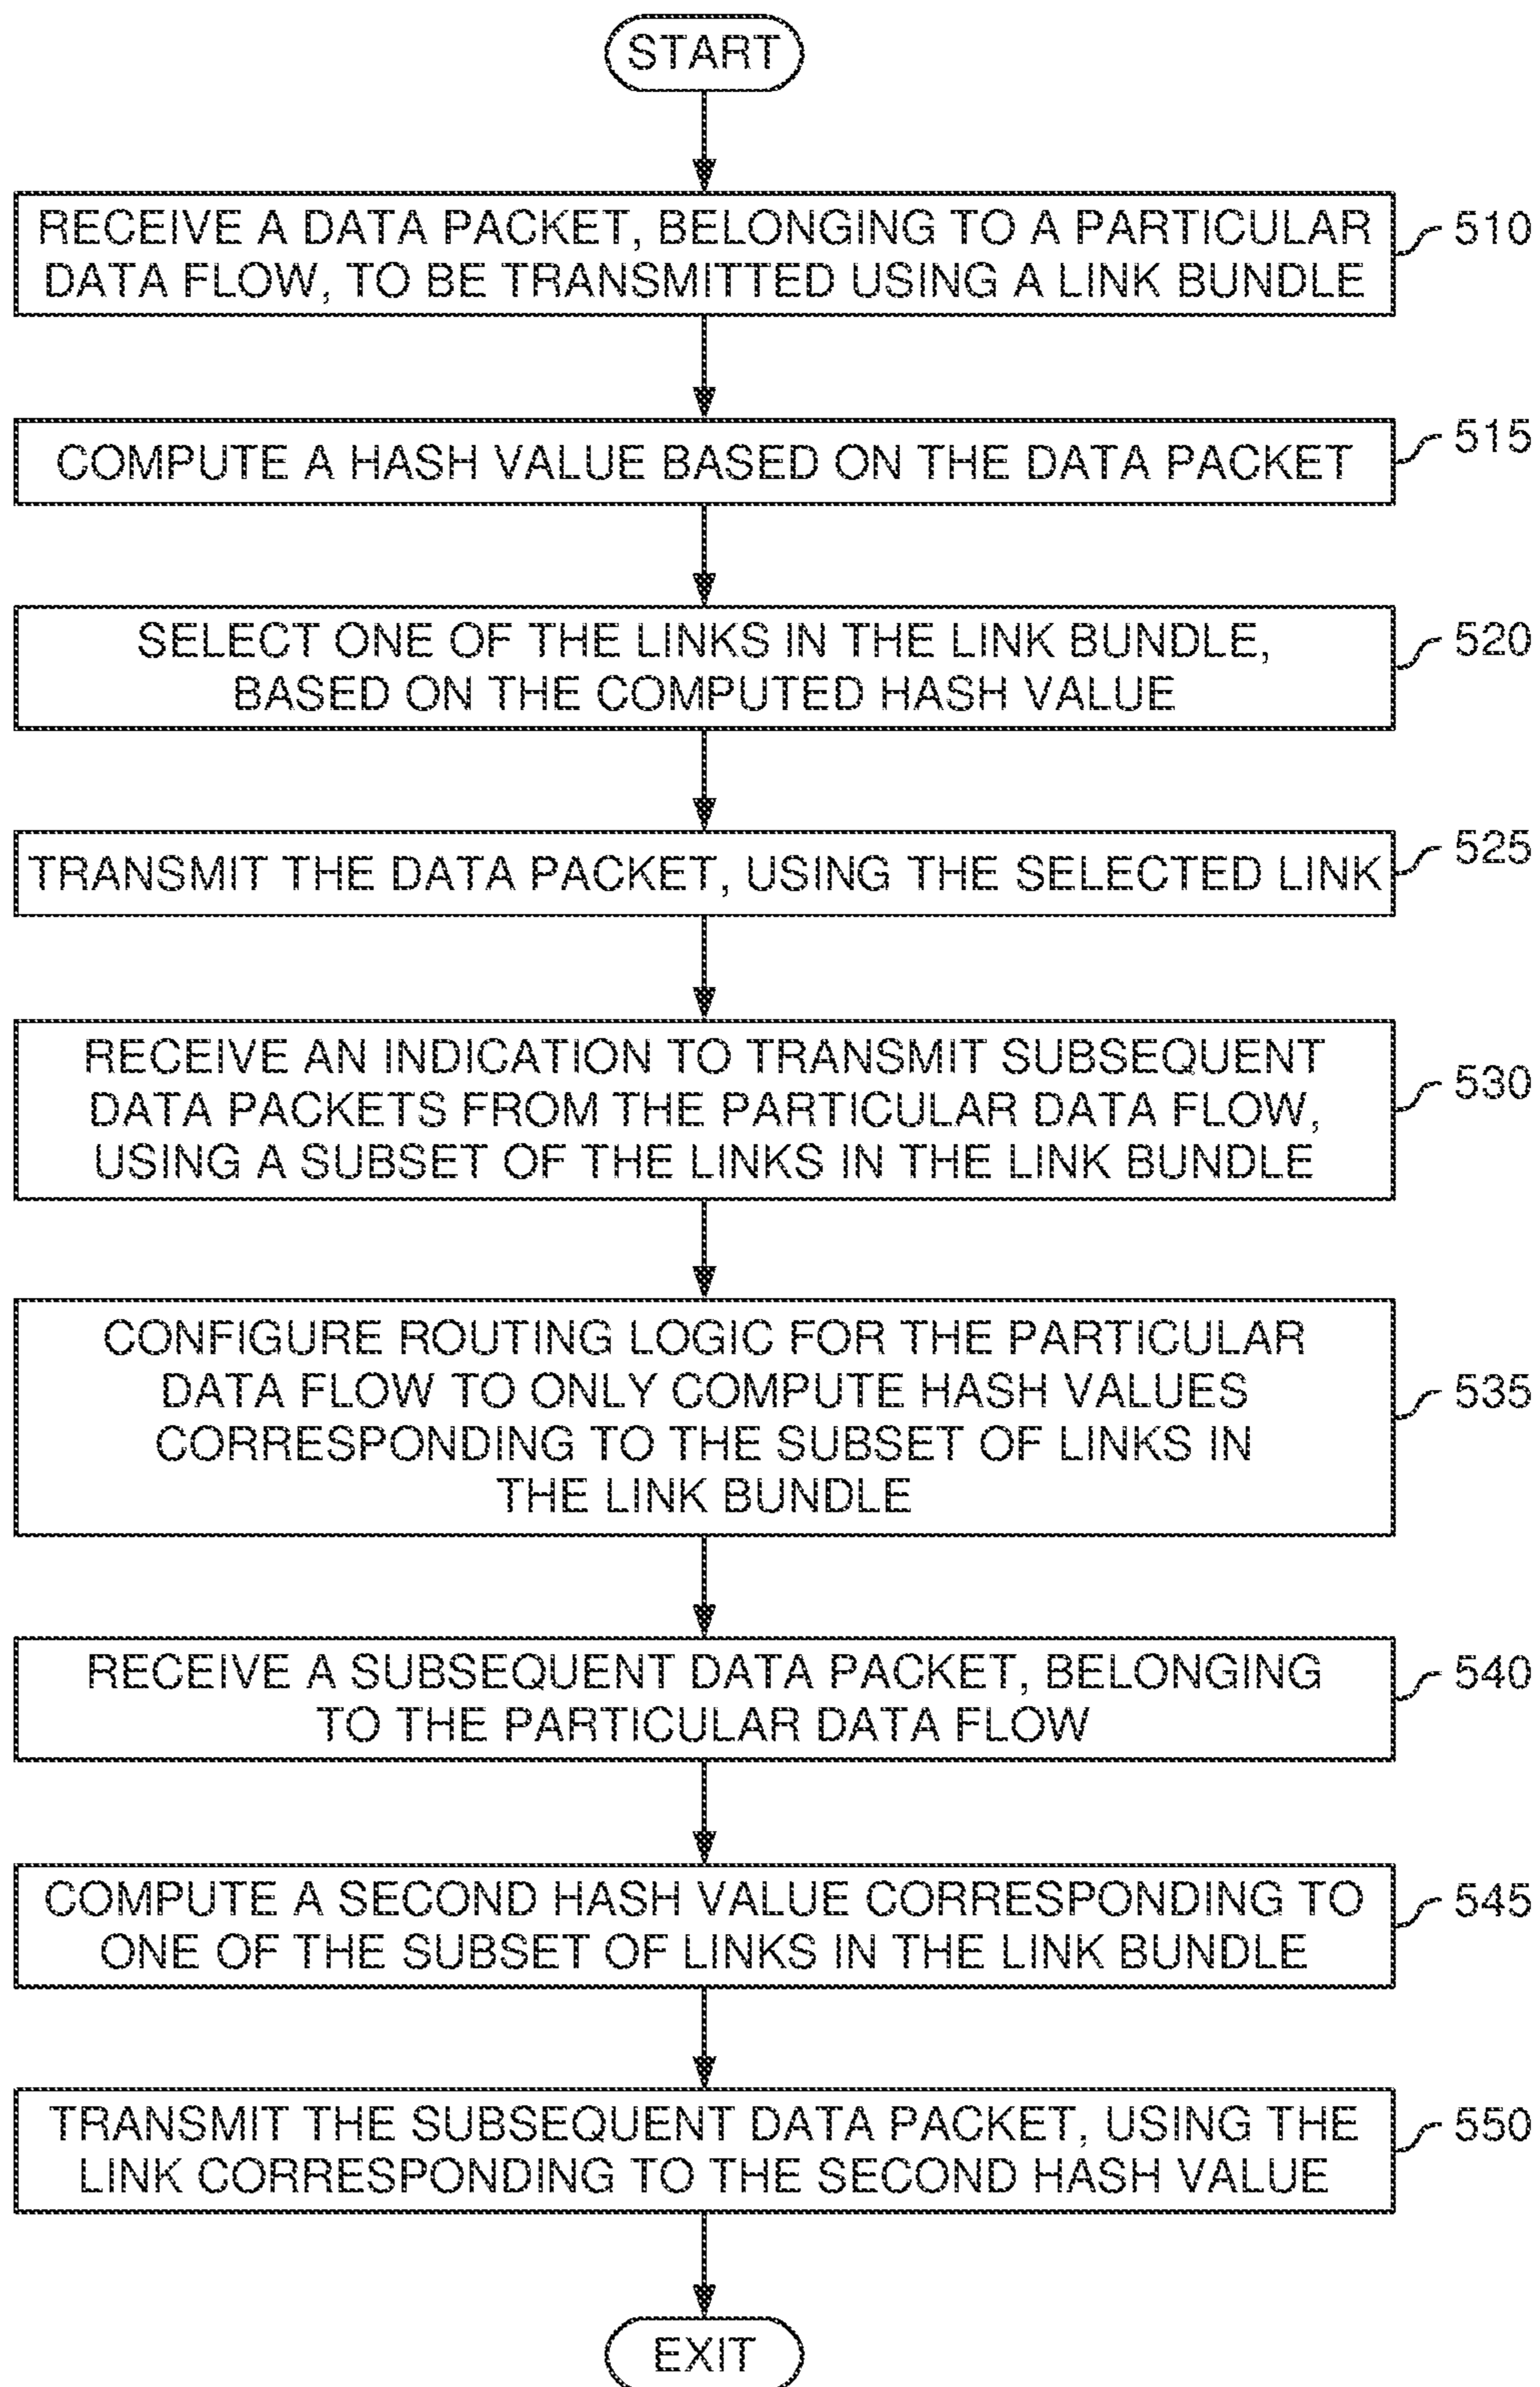 START
RECEIVE A DATA PACKET, BELONGING TO A PARTICULAR
DATA FLOW, TO BE TRANSMITTED USING A LINK BUNDLE
510
COMPUTE A HASH VALUE BASED ON THE DATA PACKET
515
SELECT ONE OF THE LINKS IN THE LINK BUNDLE,
BASED ON THE COMPUTED HASH VALUE
520
TRANSMIT THE DATA PACKET, USING THE SELECTED LINK
525
RECEIVE AN INDICATION TO TRANSMIT SUBSEQUENT
DATA PACKETS FROM THE PARTICULAR DATA FLOW,
USING A SUBSET OF THE LINKS IN THE LINK BUNDLE
530
CONFIGURE ROUTING LOGIC FOR THE PARTICULAR
DATA FLOW TO ONLY COMPUTE HASH VALUES
CORRESPONDING TO THE SUBSET OF LINKS IN
THE LINK BUNDLE
535
RECEIVE A SUBSEQUENT DATA PACKET, BELONGING
TO THE PARTICULAR DATA FLOW
540
COMPUTE A SECOND HASH VALUE CORRESPONDING TO
ONE OF THE SUBSET OF LINKS IN THE LINK BUNDLE
545
TRANSMIT THE SUBSEQUENT DATA PACKET, USING THE
LINK CORRESPONDING TO THE SECOND HASH VALUE
550
EXIT